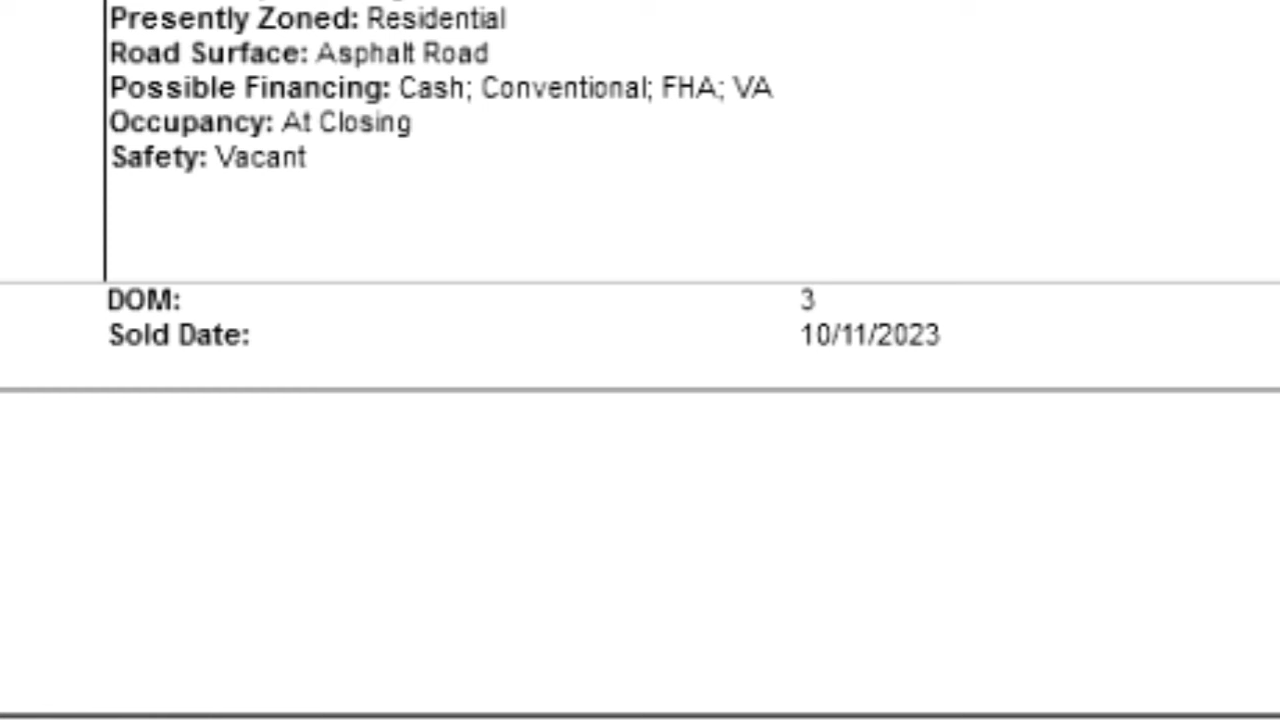 Presently Zoned: Residential
Road Surface: Asphalt Road
Possible Financing: Cash; Conventional; FHA; VA
Occupancy: At Closing
Safety: Vacant
DOM: 3
Sold Date: 10/11/2023